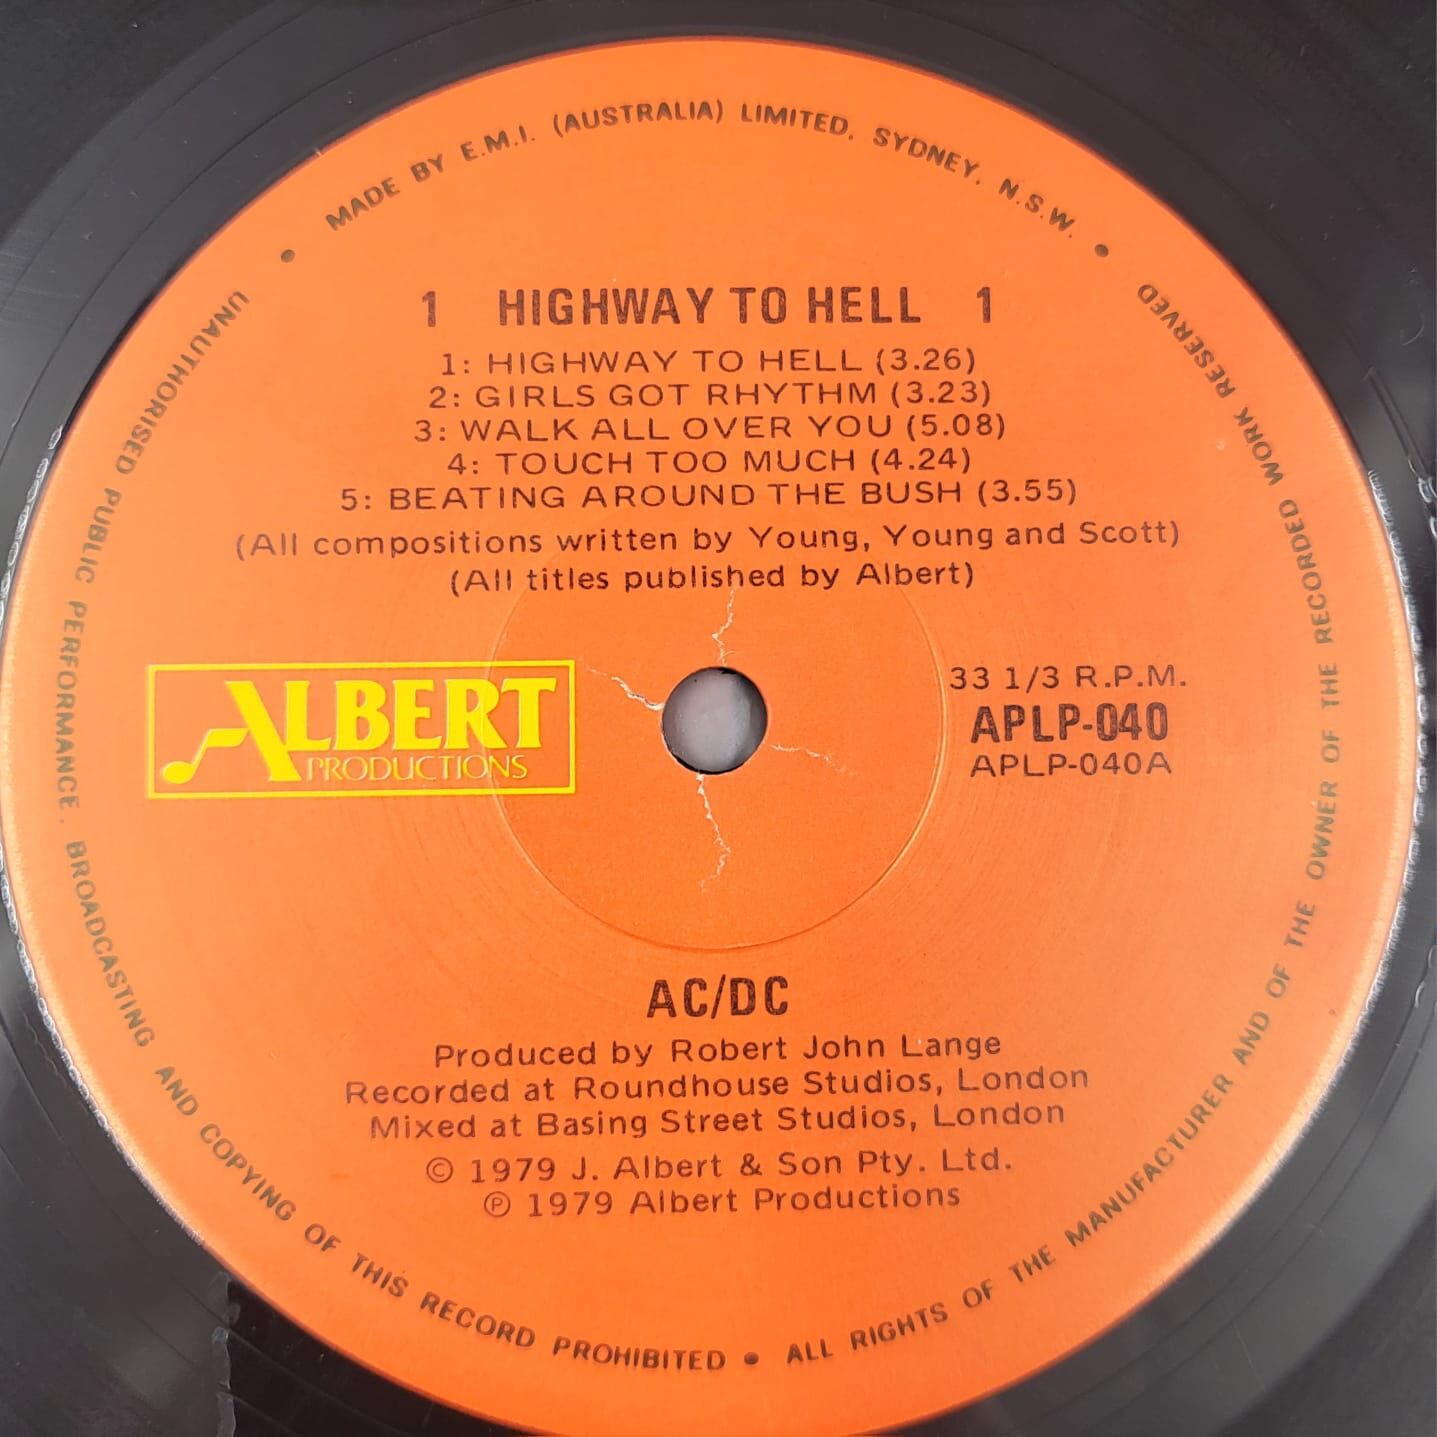 MADE BY E.M.I. (AUSTRALIA) LIMITED, SYDNEY, N.S.W. •
1 HIGHWAY TO HELL 1
1: HIGHWAY TO HELL (3.26)
2: GIRLS GOT RHYTHM (3.23)
3: WALK ALL OVER YOU (5.08)
4: TOUCH TOO MUCH (4.24)
5: BEATING AROUND THE BUSH (3.55)
(All compositions written by Young, Young and Scott)
(All titles published by Albert)
ALBERT
PRODUCTIONS
33 1/3 R.P.M.
APLP-040
APLP-040A
AC/DC
Produced by Robert John Lange
Recorded at Roundhouse Studios, London
Mixed at Basing Street Studios, London
© 1979 J. Albert & Son Pty. Ltd.
℗ 1979 Albert Productions
UNAUTHORISED PUBLIC PERFORMANCE, BROADCASTING AND COPYING OF THIS RECORD PROHIBITED • ALL RIGHTS OF THE MANUFACTURER AND OF THE OWNER OF THE RECORDED WORK RESERVED •